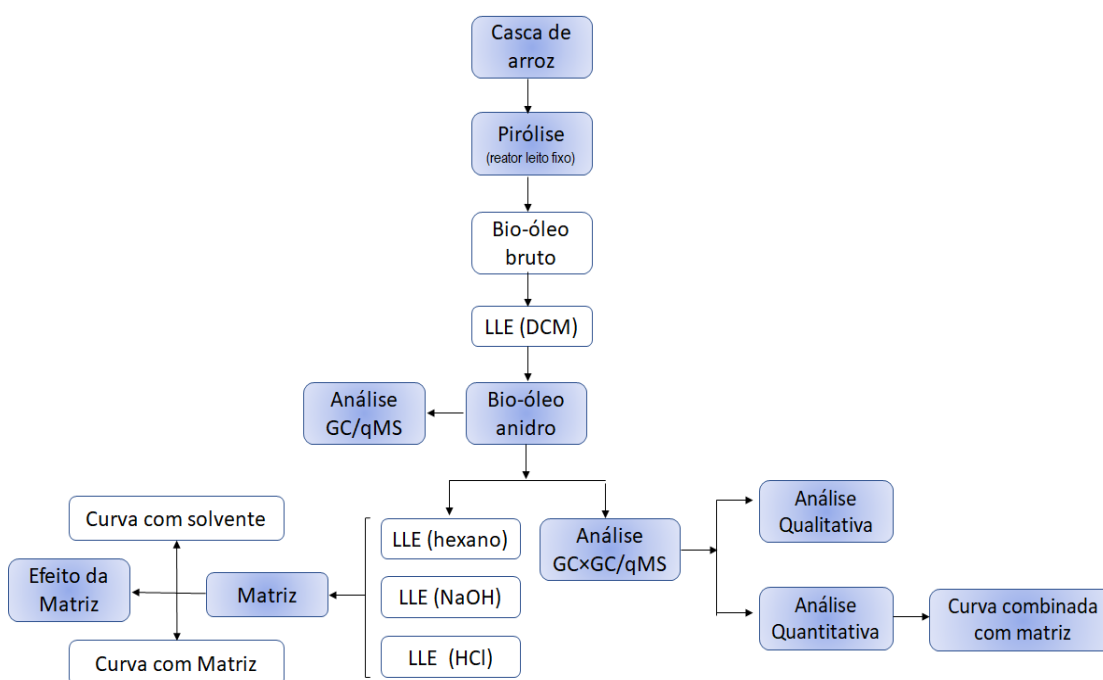 Casca de
arroz
Pirólise
(reator leito fixo)
Bio-óleo
bruto
LLE (DCM)
Análise
GC/qMS
Bio-óleo
anidro
Curva com solvente
Efeito da
Matriz
Matriz
Curva com Matriz
LLE (hexano)
LLE (NaOH)
LLE (HCl)
Análise
GC×GC/qMS
Análise
Qualitativa
Análise
Quantitativa
Curva combinada
com matriz